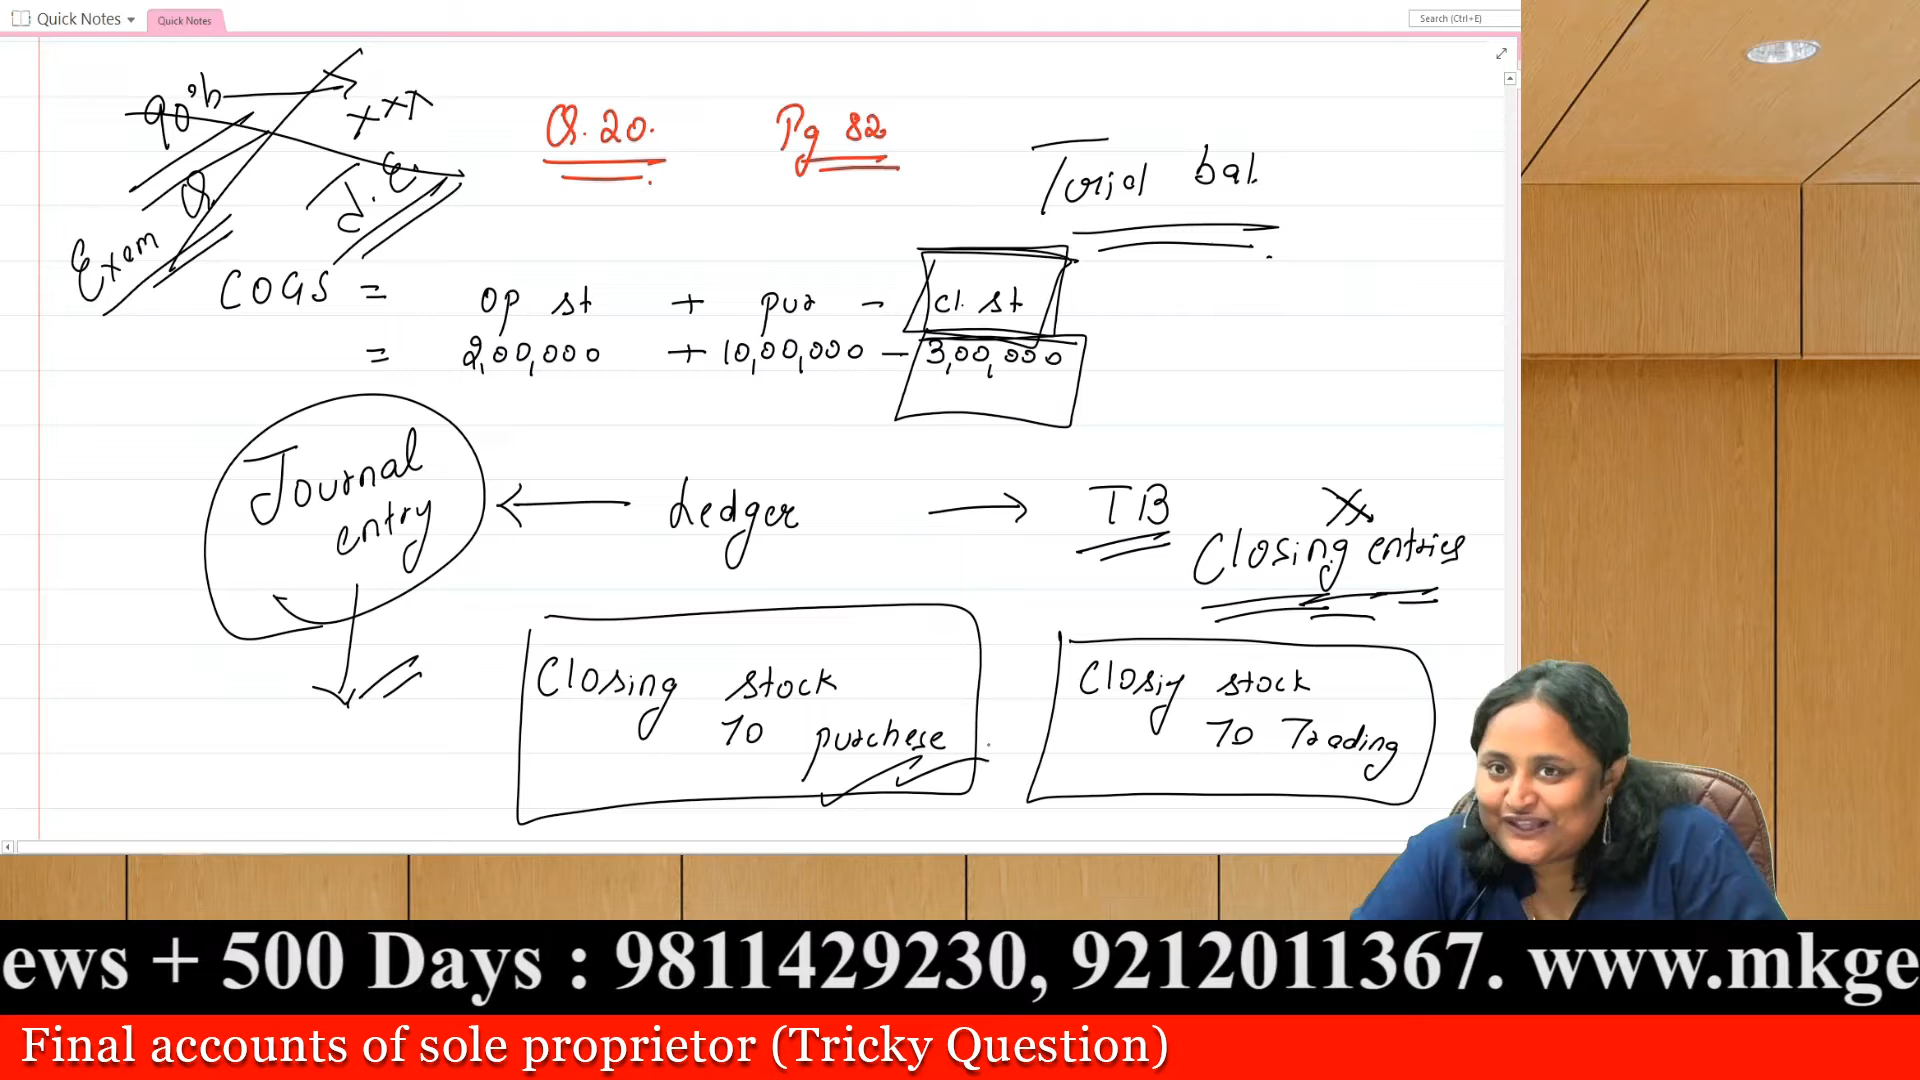 Quick Notes
Quick Notes
Search (Ctrl+E)
Q. 20.
Pg 82
Trial bal.
Exam
COGS = Op st + pur - Cl. st
= 2,00,000 + 10,00,000 - 3,00,000
Journal
entry
Ledger
TB
Closing entries
Closing stock
To purchase
Closiy stock
To Trading
ews + 500 Days : 9811429230, 9212011367. www.mkge
Final accounts of sole proprietor (Tricky Question)